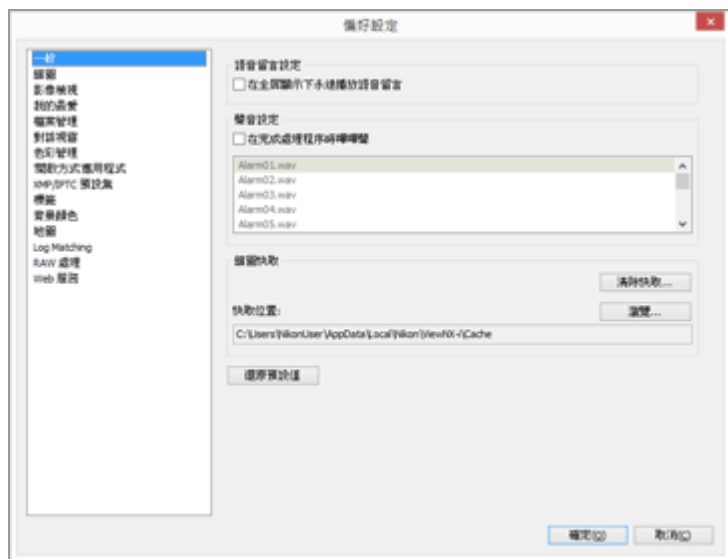 偏好設定
一般
縮圖
影像檢視
我的最愛
檔案管理
對話視窗
色彩管理
開啟方式應用程式
XMP/IPTC 預設集
標籤
背景顏色
地圖
Log Matching
RAW 處理
Web 服務
語音留言設定
在全屏顯示下永遠播放語音留言
聲音設定
在完成處理程序時嗶嗶聲
Alarm01.wav
Alarm02.wav
Alarm03.wav
Alarm04.wav
Alarm05.wav
縮圖快取
清除快取...
快取位置:
瀏覽...
C:\Users\NikonUser\AppData\Local\Nikon\ViewNX-i\Cache
還原預設值
確定(O)
取消(C)